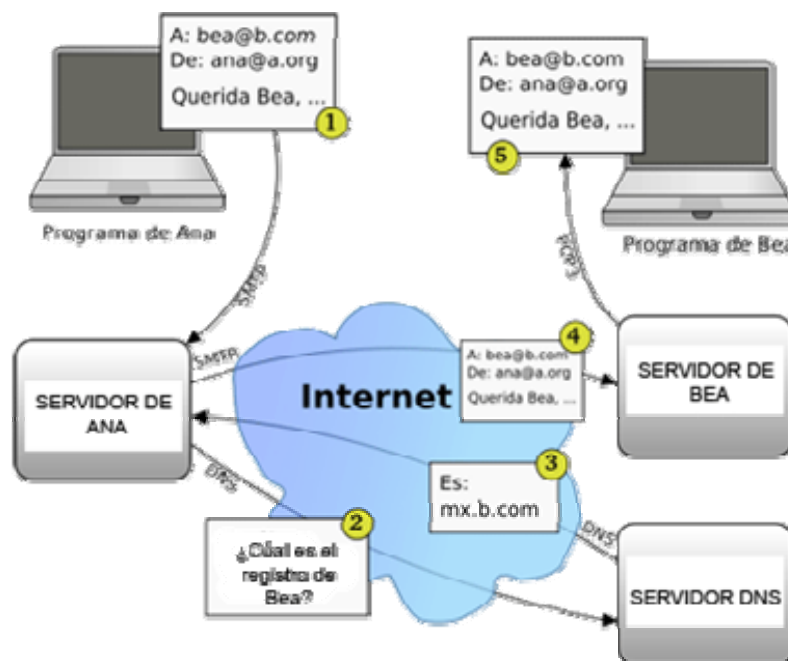 A: bea@b.com
De: ana@a.org
Querida Bea, ...
1
Programa de Ana
SMTP
A: bea@b.com
De: ana@a.org
Querida Bea, ...
5
Programa de Bea
POP3
SERVIDOR DE
ANA
SMTP
Internet
A: bea@b.com
De: ana@a.org
Querida Bea, ...
4
SERVIDOR DE
BEA
Es:
mx.b.com
3
DNS
DNS
¿Cúal es el
registra de
Bea?
2
SERVIDOR DNS